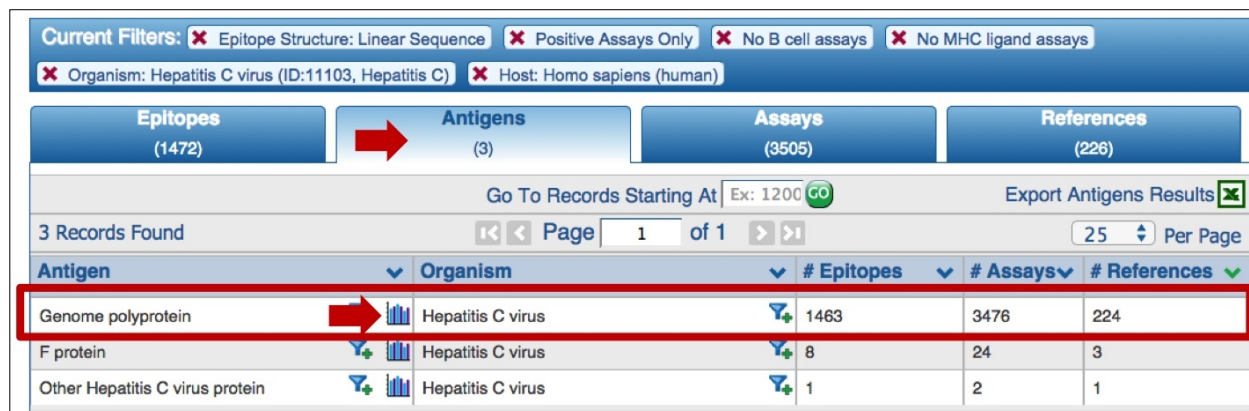 Current Filters: Epitope Structure: Linear Sequence Positive Assays Only No B cell assays No MHC ligand assays
Organism: Hepatitis C virus (ID:11103, Hepatitis C) Host: Homo sapiens (human)
Epitopes Antigens Assays References
(1472) (3) (3505) (226)
Go To Records Starting At Ex: 1200 GO Export Antigens Results
3 Records Found Page 1 of 1 25 Per Page
Antigen Organism # Epitopes # Assays # References
Genome polyprotein Hepatitis C virus 1463 3476 224
F protein Hepatitis C virus 8 24 3
Other Hepatitis C virus protein Hepatitis C virus 1 2 1